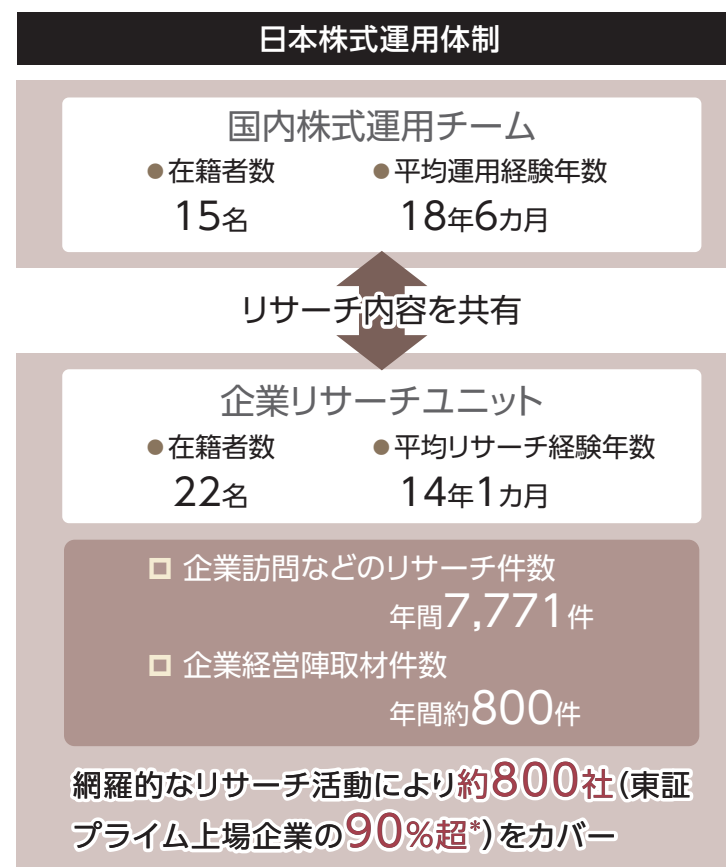 日本株式運用体制
国内株式運用チーム
●在籍者数 ●平均運用経験年数
15名 18年6カ月
リサーチ内容を共有
企業リサーチユニット
●在籍者数 ●平均リサーチ経験年数
22名 14年1カ月
企業訪問などのリサーチ件数
年間7,771件
企業経営陣取材件数
年間約800件
網羅的なリサーチ活動により約800社(東証
プライム上場企業の90%超*)をカバー